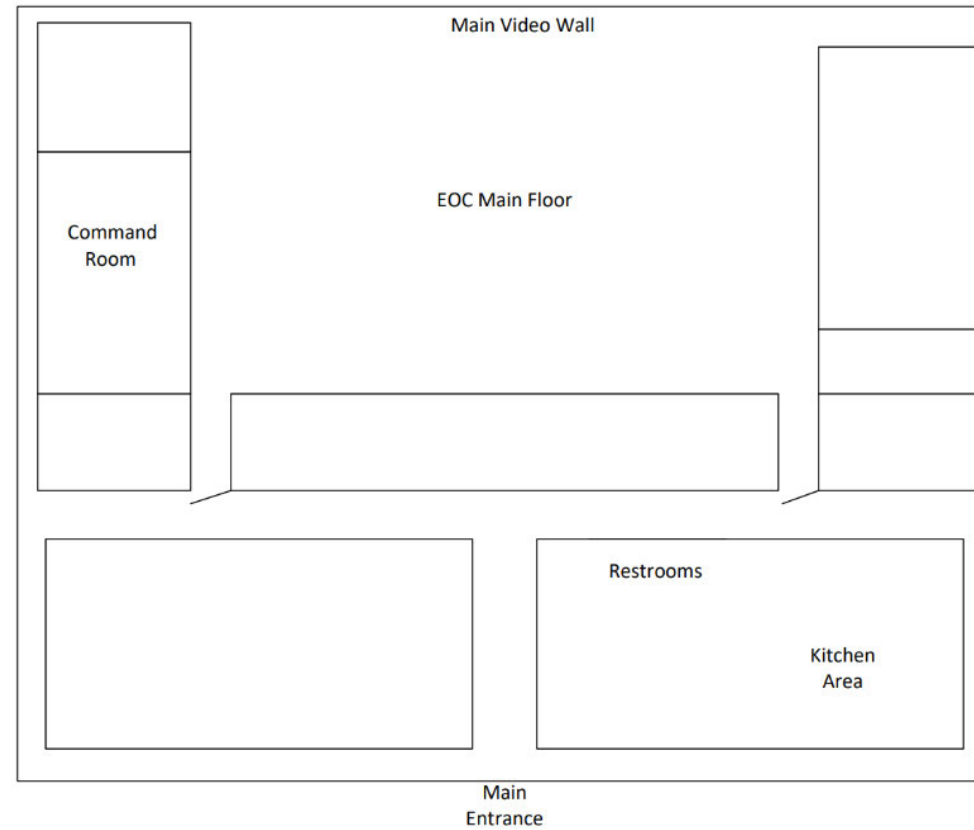 Main Video Wall
EOC Main Floor
Command
Room
Restrooms
Kitchen
Area
Main
Entrance